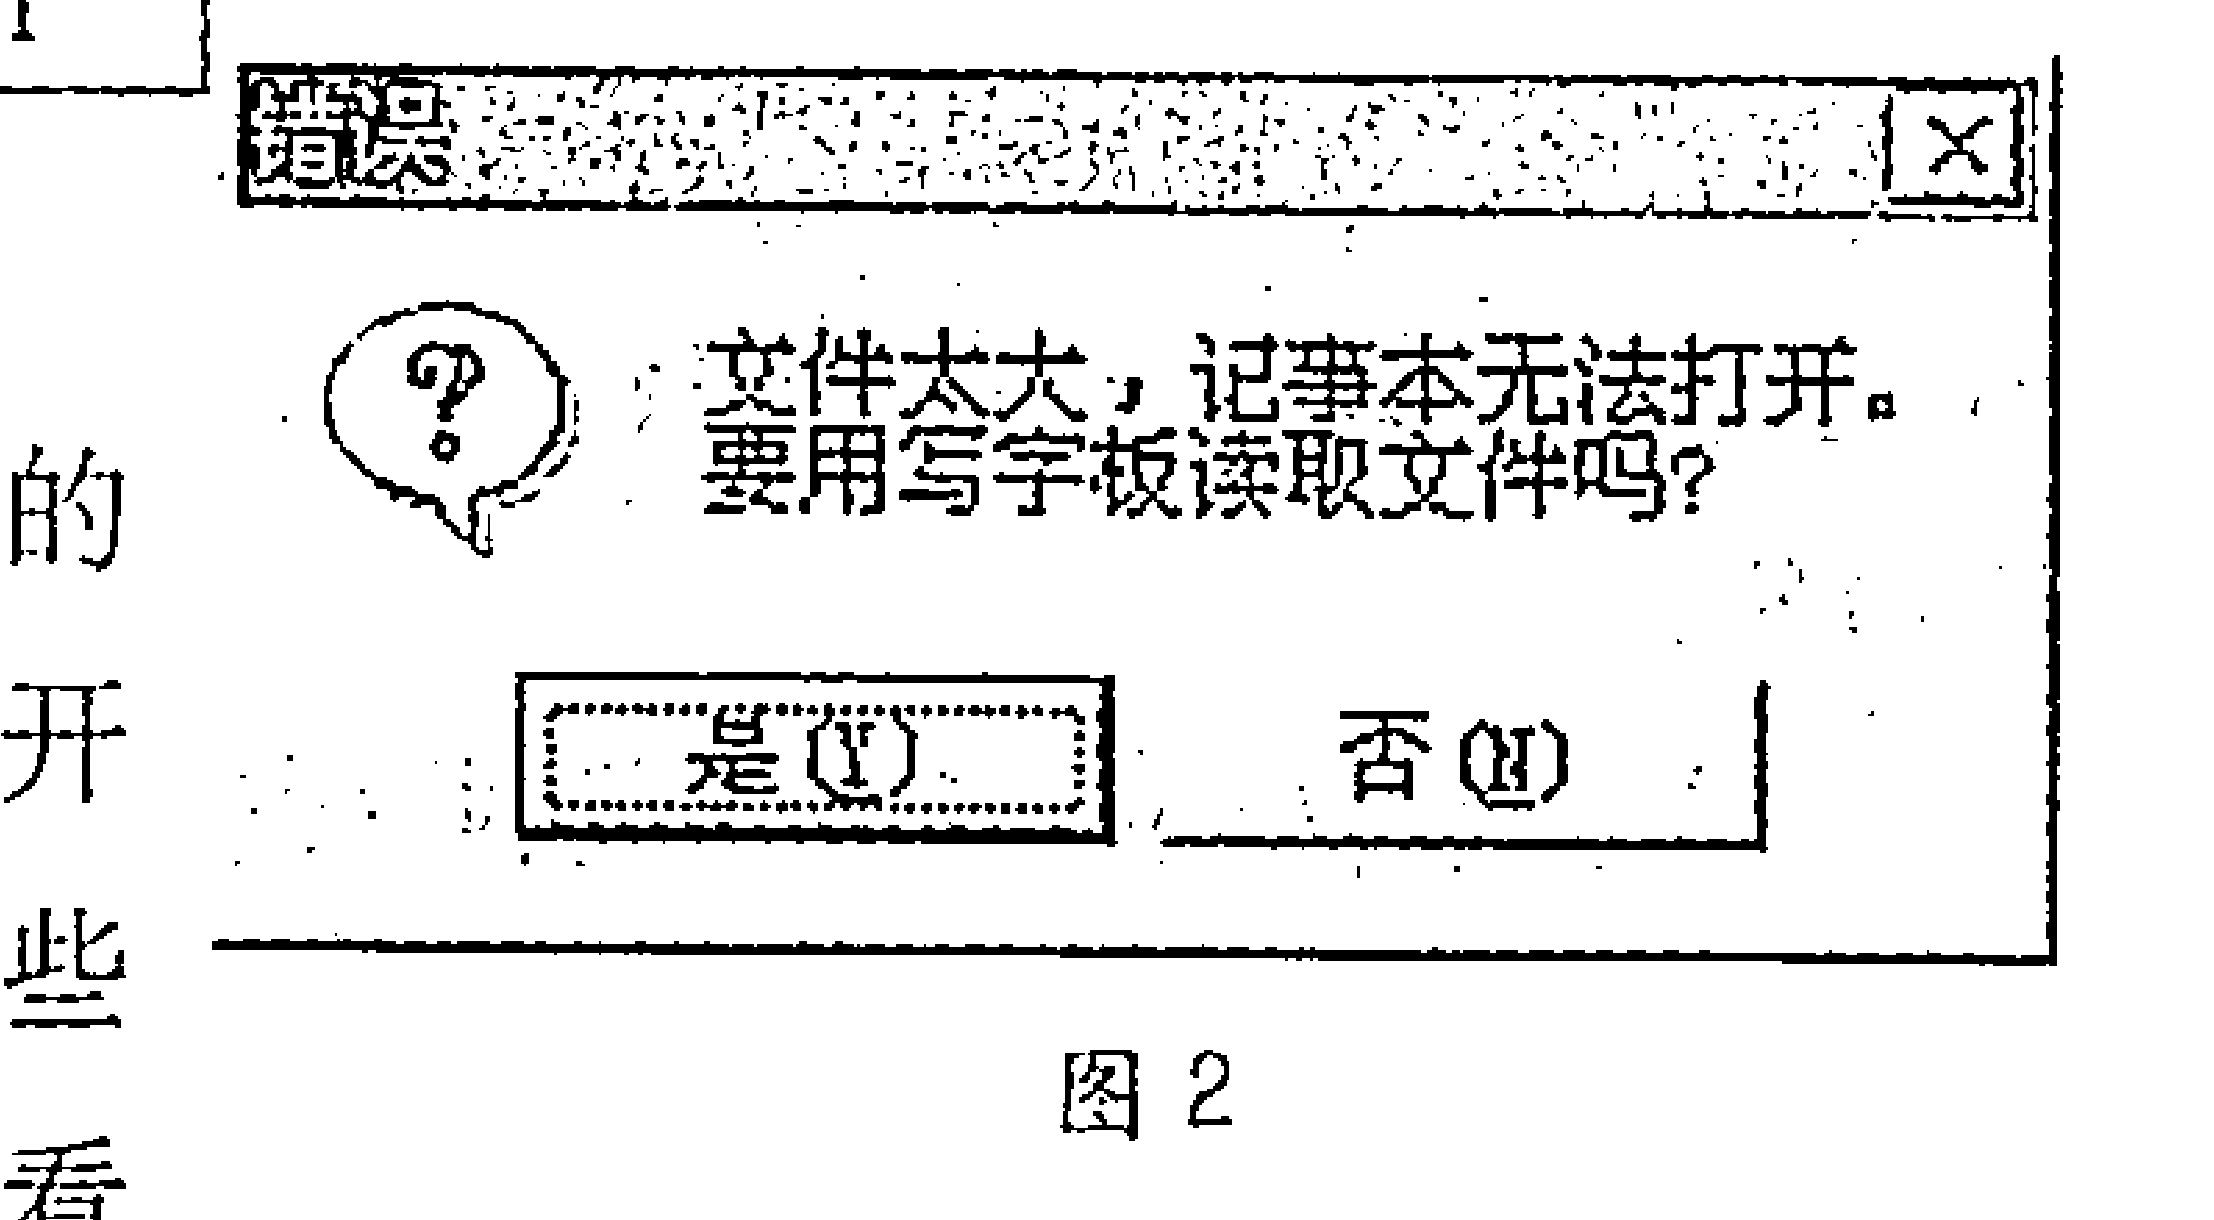 错误
文件太大，记事本无法打开。
要用写字板读取文件吗?
是(Y)
否(N)
的
开
些
看
图 2